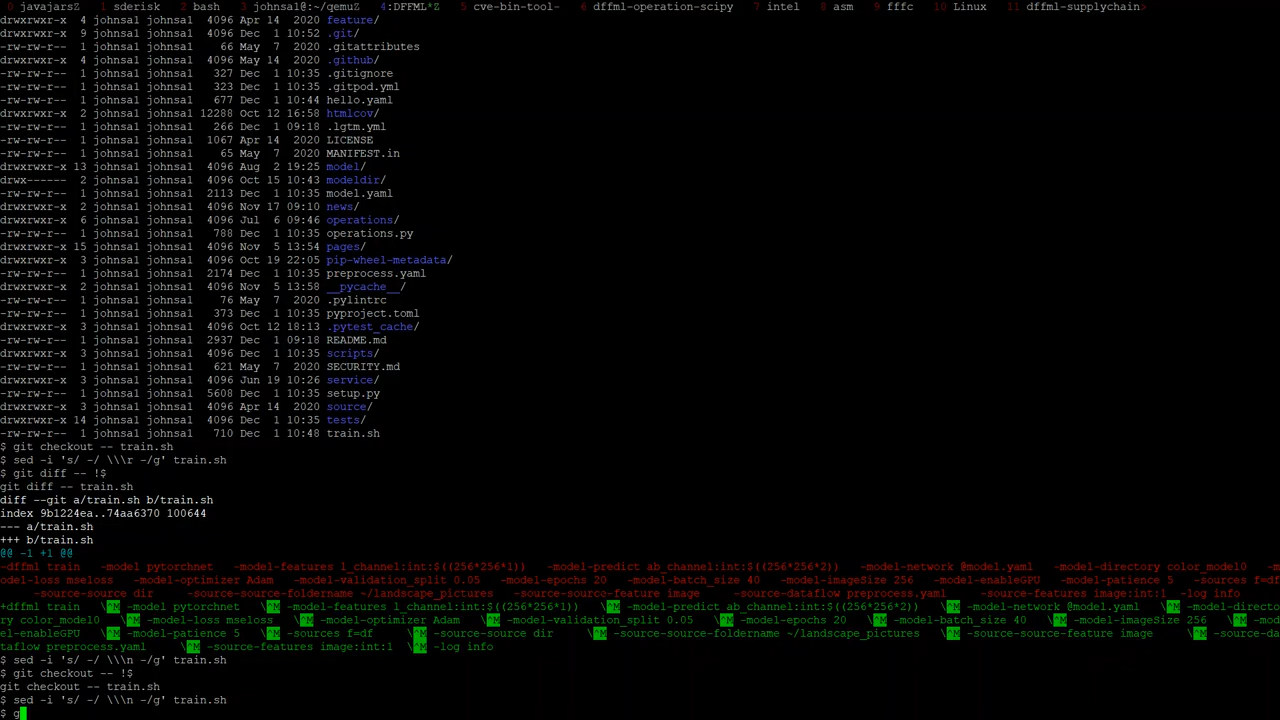 0 javajarsZ  1 sderisk  2 bash  3 johnsal@:~/qemuZ  4:DFFML*Z  5 cve-bin-tool-  6 dffml-operation-scipy  7 intel  8 asm  9 fffc  10 Linux  11 dffml-supplychain>
drwxrwxr-x  4 johnsal johnsal  4096 Apr 14  2020 feature/
drwxrwxr-x  9 johnsal johnsal  4096 Dec  1 10:52 .git/
-rw-rw-r--  1 johnsal johnsal    66 May  7  2020 .gitattributes
drwxrwxr-x  4 johnsal johnsal  4096 May 14  2020 .github/
-rw-rw-r--  1 johnsal johnsal   327 Dec  1 10:35 .gitignore
-rw-rw-r--  1 johnsal johnsal   323 Dec  1 10:35 .gitpod.yml
-rw-rw-r--  1 johnsal johnsal   677 Dec  1 10:44 hello.yaml
drwxrwxr-x  2 johnsal johnsal 12288 Oct 12 16:58 htmlcov/
-rw-rw-r--  1 johnsal johnsal   266 Dec  1 09:18 .lgtm.yml
-rw-rw-r--  1 johnsal johnsal  1067 Apr 14  2020 LICENSE
-rw-rw-r--  1 johnsal johnsal    65 May  7  2020 MANIFEST.in
drwxrwxr-x 13 johnsal johnsal  4096 Aug  2 19:25 model/
drwx------  2 johnsal johnsal  4096 Oct 15 10:43 modeldir/
-rw-rw-r--  1 johnsal johnsal  2113 Dec  1 10:35 model.yaml
drwxrwxr-x  2 johnsal johnsal  4096 Nov 17 09:10 news/
drwxrwxr-x  6 johnsal johnsal  4096 Jul  6 09:46 operations/
-rw-rw-r--  1 johnsal johnsal   788 Dec  1 10:35 operations.py
drwxrwxr-x 15 johnsal johnsal  4096 Nov  5 13:54 pages/
drwxrwxr-x  3 johnsal johnsal  4096 Oct 19 22:05 pip-wheel-metadata/
-rw-rw-r--  1 johnsal johnsal  2174 Dec  1 10:35 preprocess.yaml
drwxrwxr-x  2 johnsal johnsal  4096 Nov  5 13:58 __pycache__/
-rw-rw-r--  1 johnsal johnsal    76 May  7  2020 .pylintrc
-rw-rw-r--  1 johnsal johnsal   373 Dec  1 10:35 pyproject.toml
drwxrwxr-x  3 johnsal johnsal  4096 Oct 12 18:13 .pytest_cache/
-rw-rw-r--  1 johnsal johnsal  2937 Dec  1 09:18 README.md
drwxrwxr-x  3 johnsal johnsal  4096 Dec  1 10:35 scripts/
-rw-rw-r--  1 johnsal johnsal   621 May  7  2020 SECURITY.md
drwxrwxr-x  3 johnsal johnsal  4096 Jun 19 10:26 service/
-rw-rw-r--  1 johnsal johnsal  5608 Dec  1 10:35 setup.py
drwxrwxr-x  3 johnsal johnsal  4096 Apr 14  2020 source/
drwxrwxr-x 14 johnsal johnsal  4096 Dec  1 10:35 tests/
-rw-rw-r--  1 johnsal johnsal   710 Dec  1 10:48 train.sh
$ git checkout -- train.sh
$ sed -i 's/ -/ \\\r -/g' train.sh
$ git diff -- !$
git diff -- train.sh
diff --git a/train.sh b/train.sh
index 9b1224ea..74aa6370 100644
--- a/train.sh
+++ b/train.sh
@@ -1 +1 @@
-dffml train   -model pytorchnet   -model-features l_channel:int:$((256*256*1))   -model-predict ab_channel:int:$((256*256*2))   -model-network @model.yaml   -model-directory color_model0   -m
odel-loss mseloss   -model-optimizer Adam   -model-validation_split 0.05   -model-epochs 20   -model-batch_size 40   -model-imageSize 256   -model-enableGPU   -model-patience 5   -sources f=df
   -source-source dir   -source-source-foldername ~/landscape_pictures   -source-source-feature image   -source-dataflow preprocess.yaml   -source-features image:int:1  -log info
+dffml train   \^M -model pytorchnet   \^M -model-features l_channel:int:$((256*256*1))   \^M -model-predict ab_channel:int:$((256*256*2))   \^M -model-network @model.yaml   \^M -model-directo
ry color_model0   \^M -model-loss mseloss   \^M -model-optimizer Adam   \^M -model-validation_split 0.05   \^M -model-epochs 20   \^M -model-batch_size 40   \^M -model-imageSize 256   \^M -mod
el-enableGPU   \^M -model-patience 5   \^M -sources f=df   \^M -source-source dir   \^M -source-source-foldername ~/landscape_pictures   \^M -source-source-feature image   \^M -source-da
taflow preprocess.yaml   \^M -source-features image:int:1  \^M -log info
$ sed -i 's/ -/ \\\n -/g' train.sh
$ git checkout -- !$
git checkout -- train.sh
$ sed -i 's/ -/ \\\n -/g' train.sh
$ g